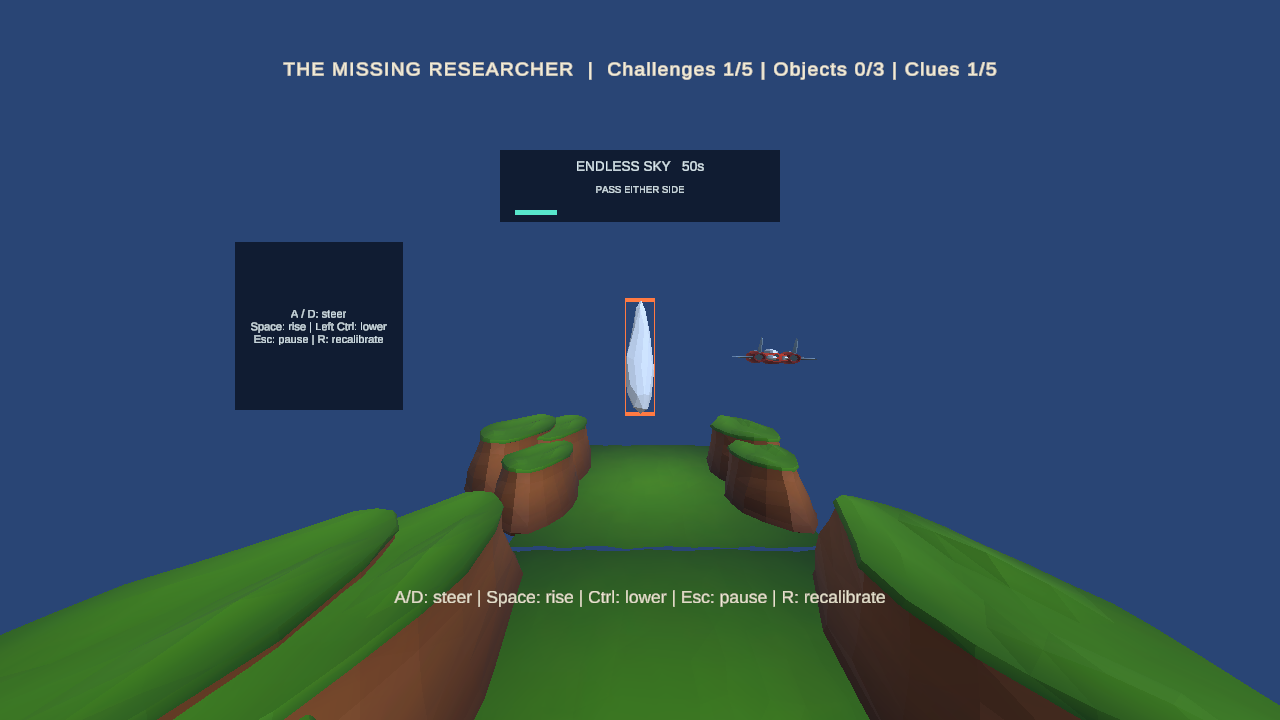 THE MISSING RESEARCHER | Challenges 1/5 | Objects 0/3 | Clues 1/5
ENDLESS SKY 50s
PASS EITHER SIDE
A / D: steer
Space: rise | Left Ctrl: lower
Esc: pause | R: recalibrate
A/D: steer | Space: rise | Ctrl: lower | Esc: pause | R: recalibrate